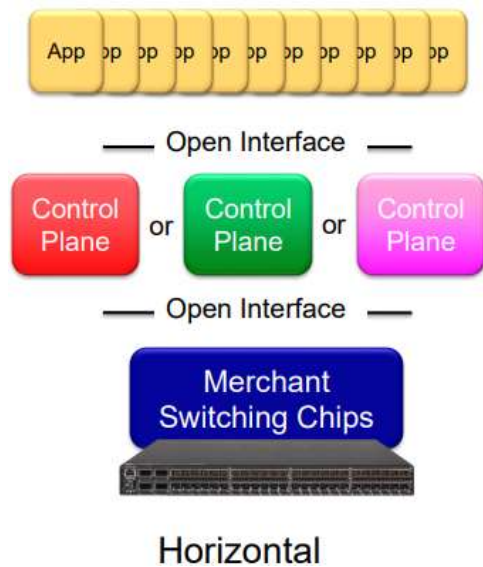 App pp pp pp pp pp pp pp pp pp pp
Open Interface
Control
Plane
or
Control
Plane
or
Control
Plane
Open Interface
Merchant
Switching Chips
Horizontal